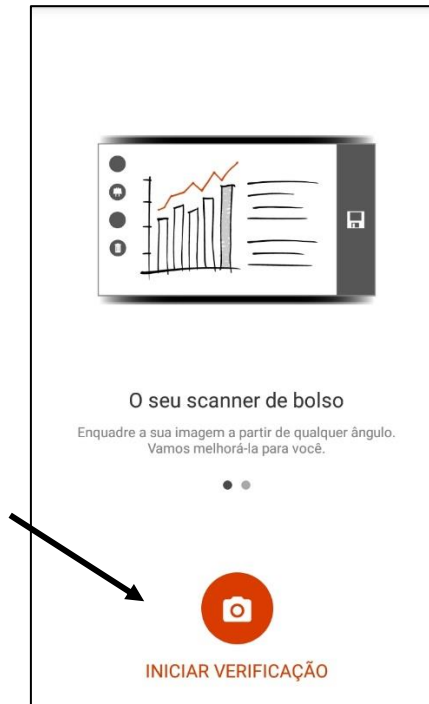 O seu scanner de bolso
Enquadre a sua imagem a partir de qualquer ângulo.
Vamos melhorá-la para você.
INICIAR VERIFICAÇÃO